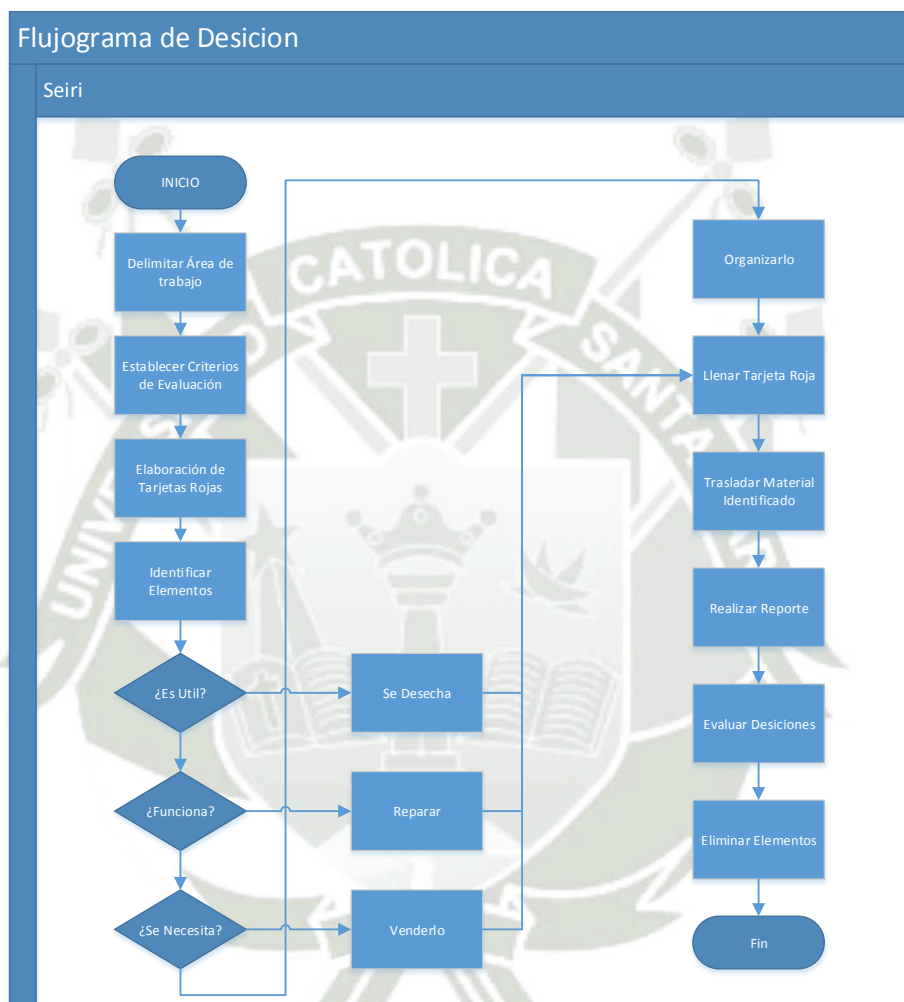 Flujograma de Desicion
Seiri
INICIO
Delimitar Área de
trabajo
Establecer Criterios
de Evaluación
Elaboración de
Tarjetas Rojas
Identificar
Elementos
¿Es Util?
Se Desecha
¿Funciona?
Reparar
¿Se Necesita?
Venderlo
Organizarlo
Llenar Tarjeta Roja
Trasladar Material
Identificado
Realizar Reporte
Evaluar Desiciones
Eliminar Elementos
Fin
CATOLICA